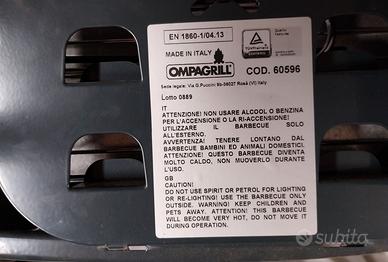 EN 1860-1/04.13
MADE IN ITALY
OMPAGRILL
COD. 60596
Sede legale: Via G.Puccini 9b-36027 Rosà (VI) Italy
Lotto 0889
IT
ATTENZIONE! NON USARE ALCOOL O BENZINA
PER L'ACCENSIONE O LA RI-ACCENSIONE!
UTILIZZARE IL BARBECUE SOLO
ALL'ESTERNO.
AVVERTENZA! TENERE LONTANO DAL
BARBECUE BAMBINI ED ANIMALI DOMESTICI.
ATTENZIONE! QUESTO BARBECUE DIVENTA
MOLTO CALDO, NON MUOVERLO DURANTE
L'USO.
GB
CAUTION!
DO NOT USE SPIRIT OR PETROL FOR LIGHTING
OR RE-LIGHTING! USE THE BARBECUE ONLY
OUTSIDE. WARNING! KEEP CHILDREN AND
PETS AWAY. ATTENTION! THIS BARBECUE
WILL BECOME VERY HOT, DO NOT MOVE IT
DURING OPERATION.
subito